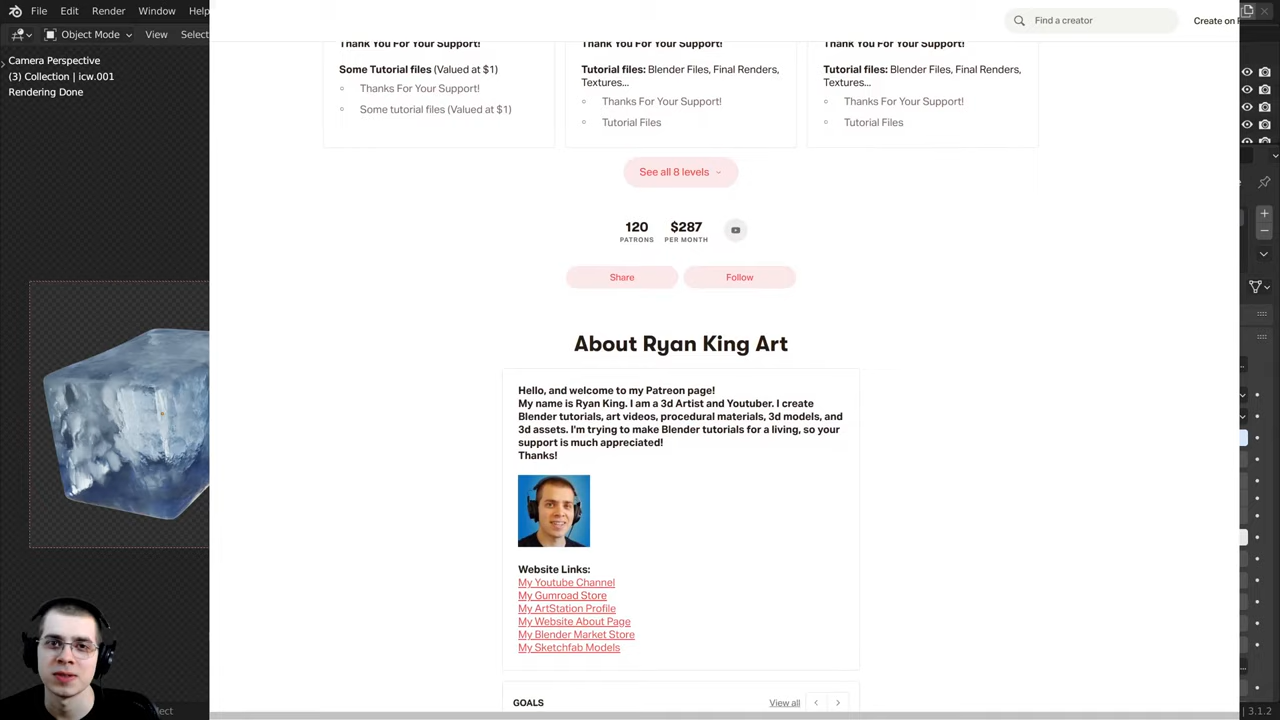 File Edit Render Window
Object Mode View Select
Camera Perspective
(3) Collection | icw.001
Rendering Done
Find a creator
Create on
Thank You For Your Support!
Some Tutorial files (Valued at $1)
Thanks For Your Support!
Some tutorial files (Valued at $1)
Thank You For Your Support!
Tutorial files: Blender Files, Final Renders,
Textures...
Thanks For Your Support!
Tutorial Files
Thank You For Your Support!
Tutorial files: Blender Files, Final Renders,
Textures...
Thanks For Your Support!
Tutorial Files
See all 8 levels
120 $287
PATRONS PER MONTH
Share Follow
About Ryan King Art
Hello, and welcome to my Patreon page!
My name is Ryan King. I am a 3d Artist and Youtuber. I create
Blender tutorials, art videos, procedural materials, 3d models, and
3d assets. I'm trying to make Blender tutorials for a living, so your
support is much appreciated!
Thanks!
Website Links:
My Youtube Channel
My Gumroad Store
My ArtStation Profile
My Website About Page
My Blender Market Store
My Sketchfab Models
GOALS View all
3.1.2